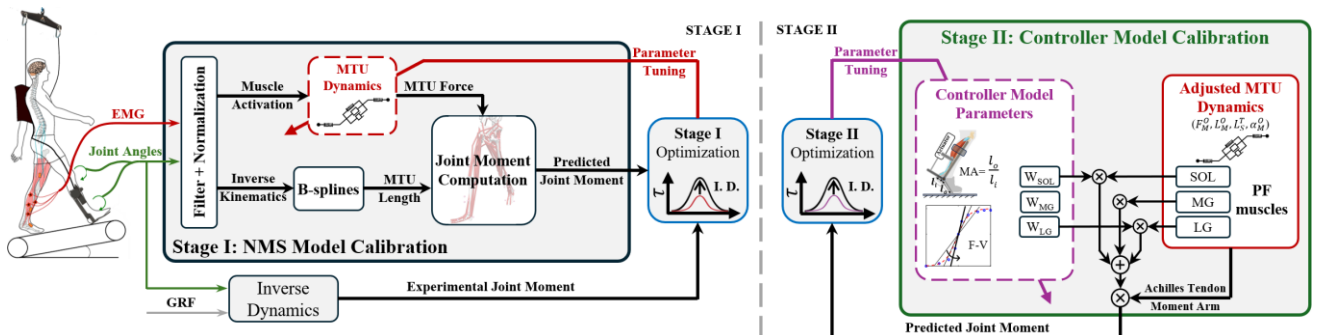 STAGE I
STAGE II
EMG
Joint Angles
GRF
Filter + Normalization
Muscle
Activation
MTU
Dynamics
MTU Force
Parameter
Tuning
Inverse
Kinematics
B-splines
MTU
Length
Joint Moment
Computation
Predicted
Joint Moment
Stage I: NMS Model Calibration
Inverse
Dynamics
Experimental Joint Moment
Stage I
Optimization
τ
I. D.
Parameter
Tuning
Stage II
Optimization
τ
I. D.
Stage II: Controller Model Calibration
Controller Model
Parameters
MA= l_o / l_i
l_i
F-V
W_SOL
W_MG
W_LG
Adjusted MTU
Dynamics
(F_M^O, L_M^O, L_S^T, α_M^O)
SOL
MG
LG
PF
muscles
Achilles Tendon
Moment Arm
Predicted Joint Moment